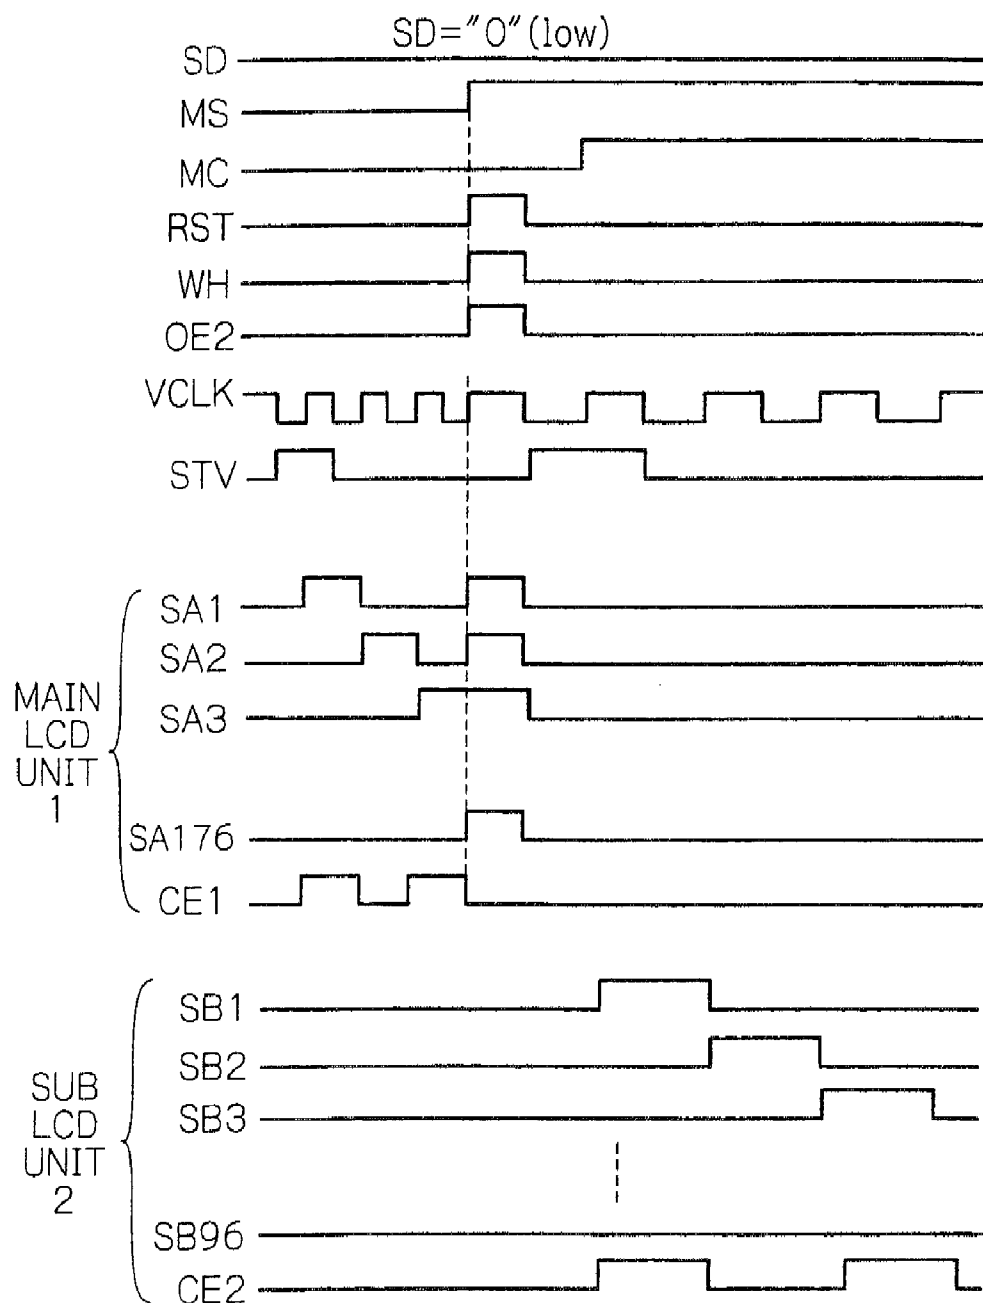 SD="0"(low)
SD
MS
MC
RST
WH
OE2
VCLK
STV
MAIN
LCD
UNIT
1
SA1
SA2
SA3
SA176
CE1
SUB
LCD
UNIT
2
SB1
SB2
SB3
SB96
CE2